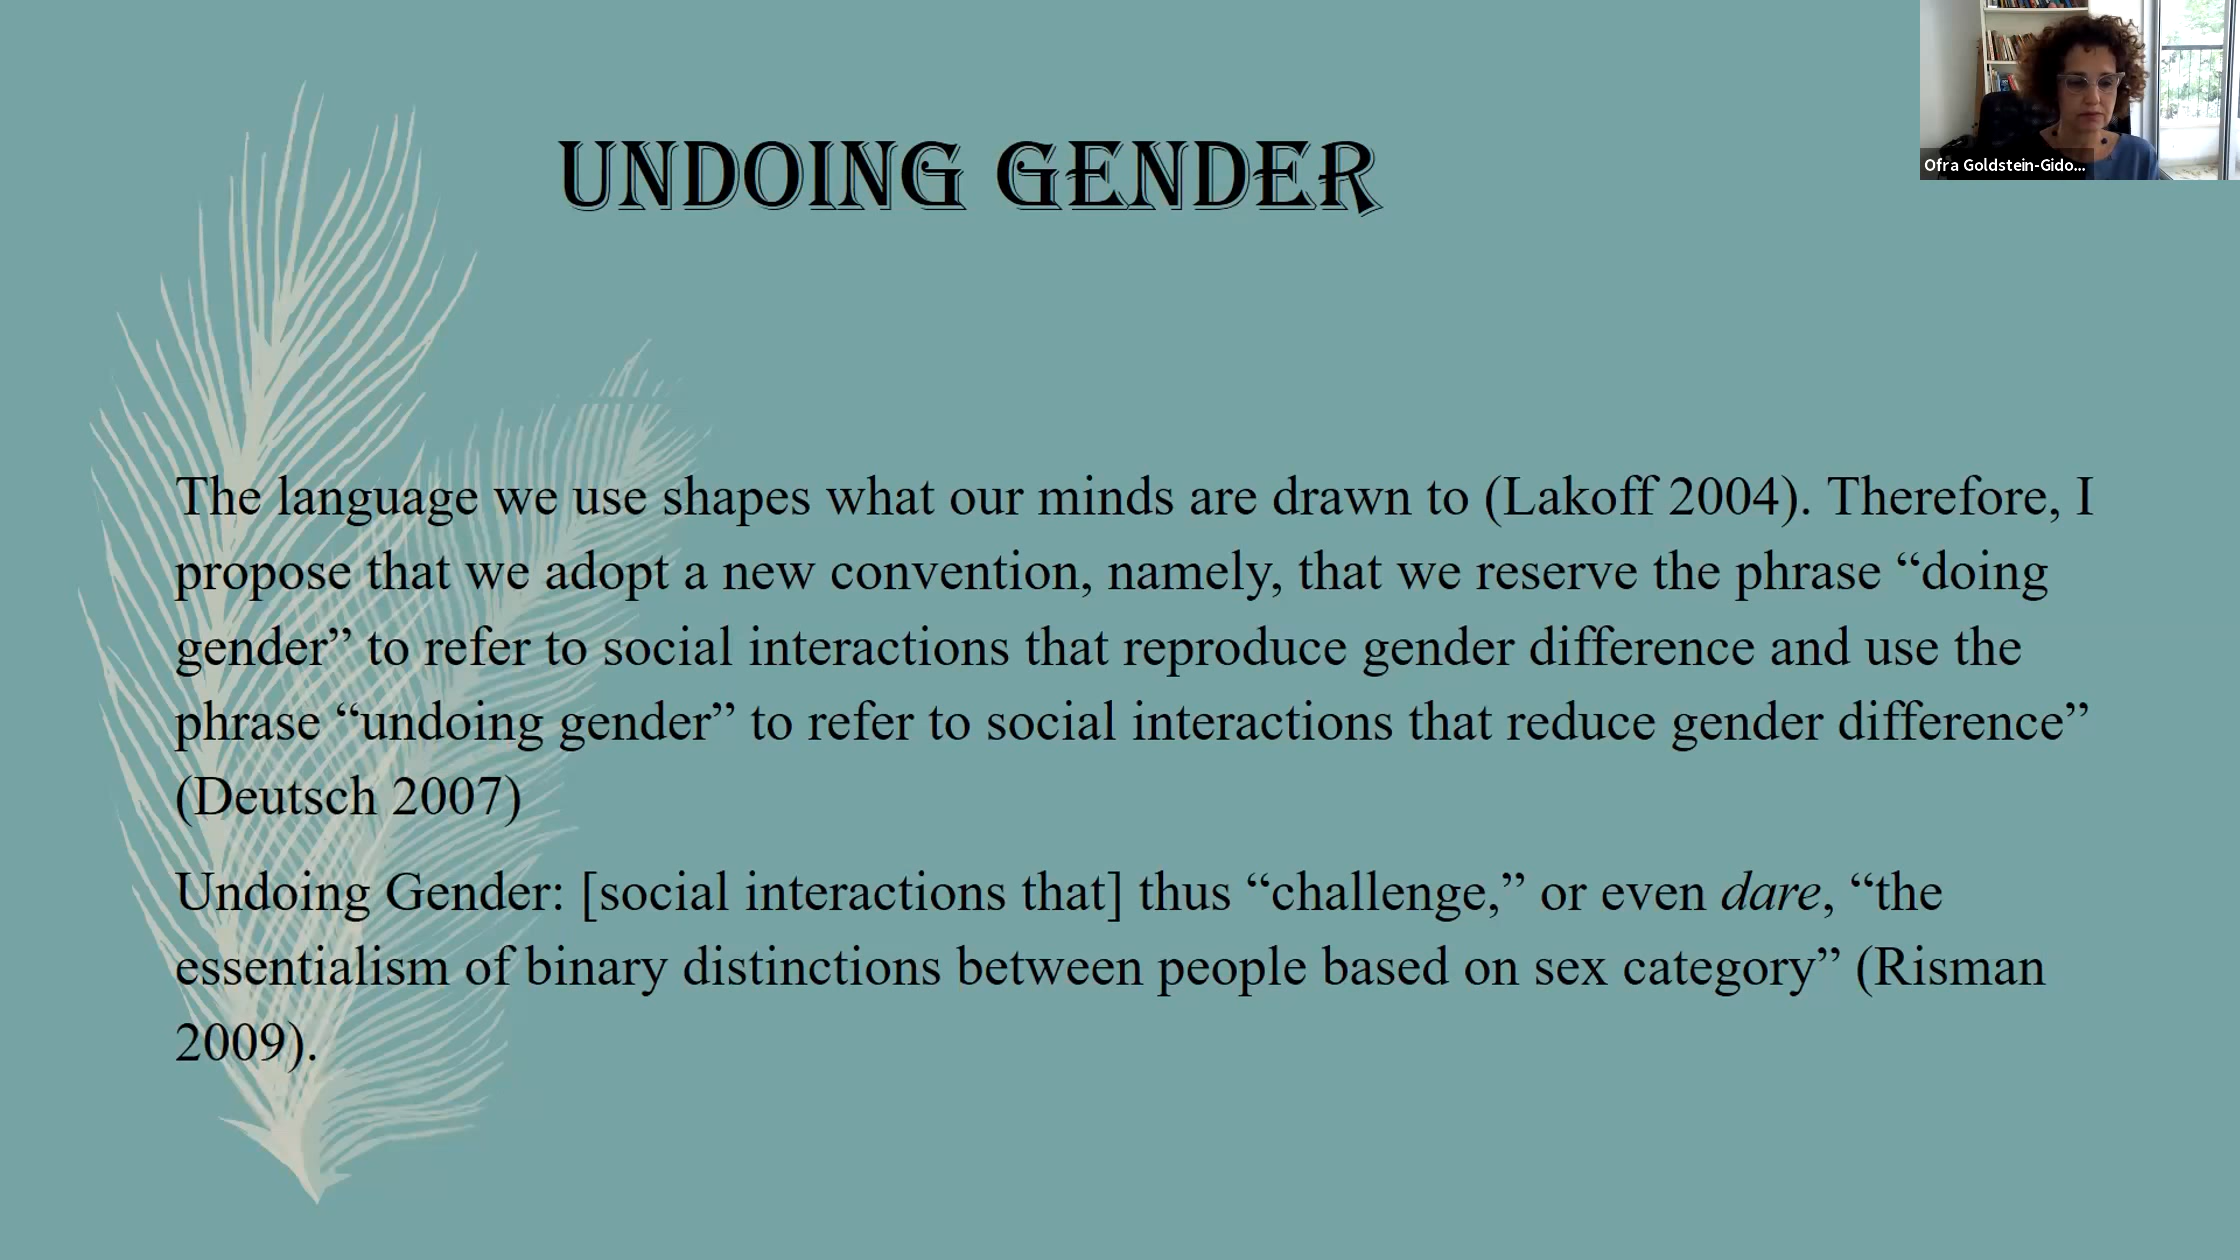 UNDOING GENDER
Ofra Goldstein-Gido...
The language we use shapes what our minds are drawn to (Lakoff 2004). Therefore, I
propose that we adopt a new convention, namely, that we reserve the phrase “doing
gender” to refer to social interactions that reproduce gender difference and use the
phrase “undoing gender” to refer to social interactions that reduce gender difference”
(Deutsch 2007)
Undoing Gender: [social interactions that] thus “challenge,” or even dare, “the
essentialism of binary distinctions between people based on sex category” (Risman
2009).